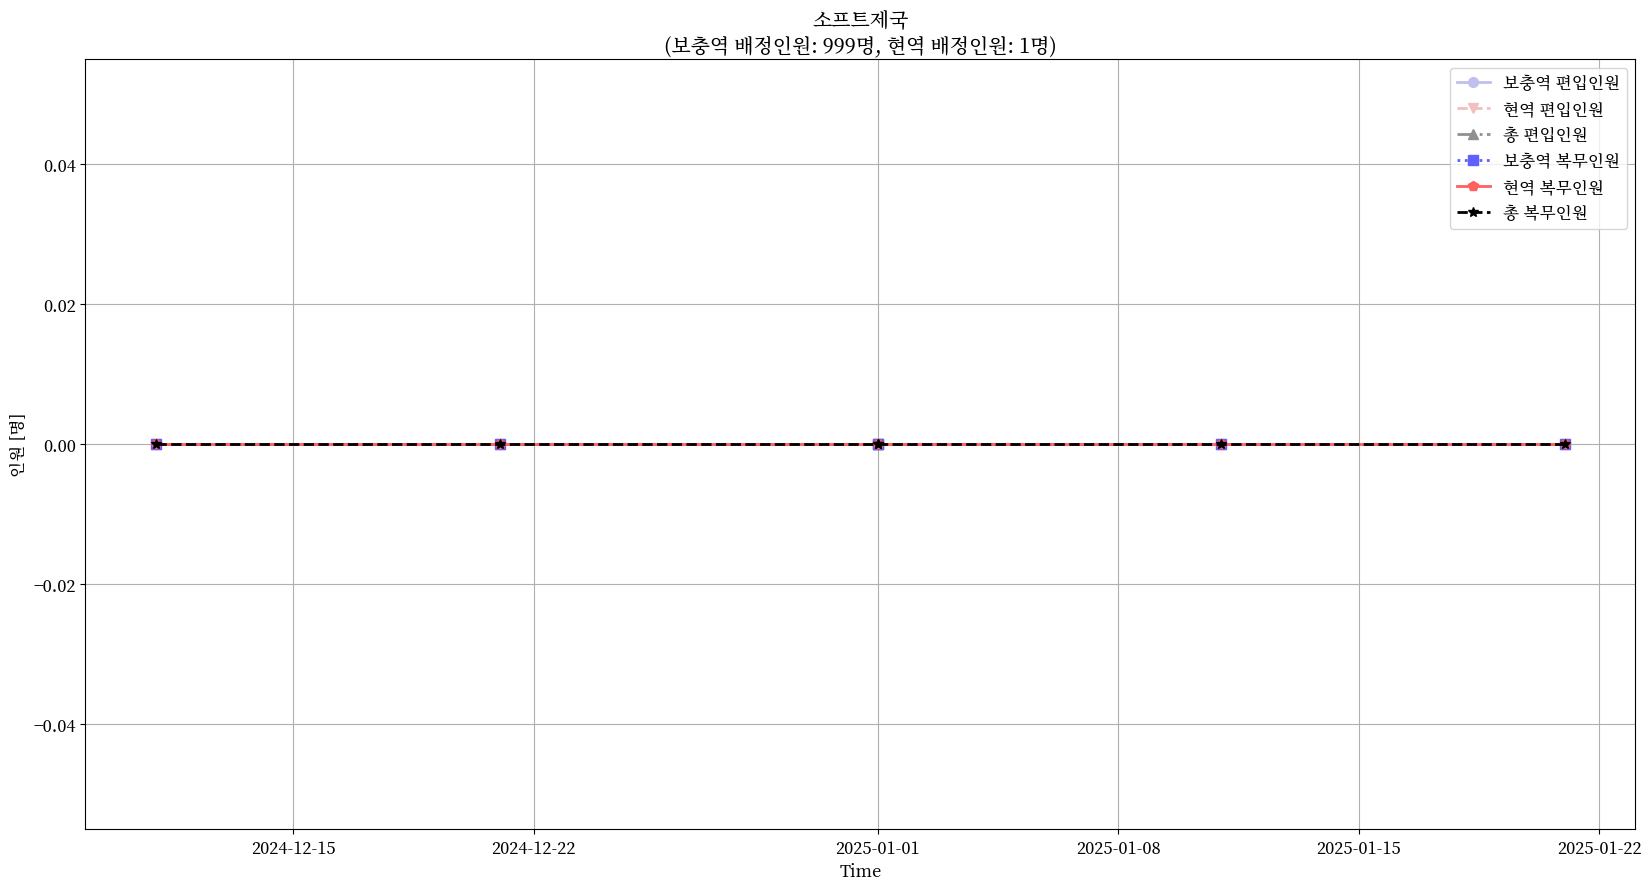 소프트제국
(보충역 배정인원: 999명, 현역 배정인원: 1명)
보충역 편입인원
현역 편입인원
총 편입인원
보충역 복무인원
현역 복무인원
총 복무인원
인원 [명]
0.04
0.02
0.00
−0.02
−0.04
2024-12-15
2024-12-22
2025-01-01
2025-01-08
2025-01-15
2025-01-22
Time